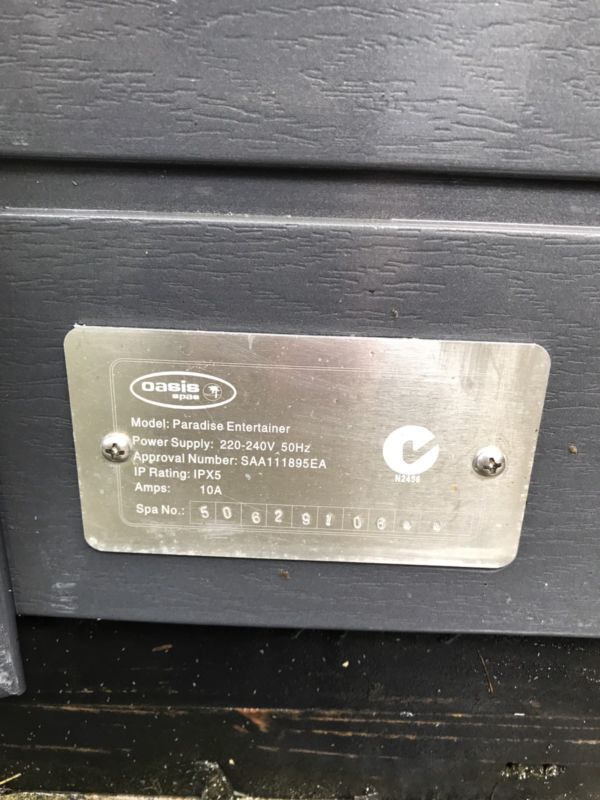 oasis
spas
Model: Paradise Entertainer
Power Supply: 220-240V 50Hz
Approval Number: SAA111895EA
IP Rating: IPX5
Amps: 10A
Spa No.: 5 0 6 2 9 1 0 6
N2456